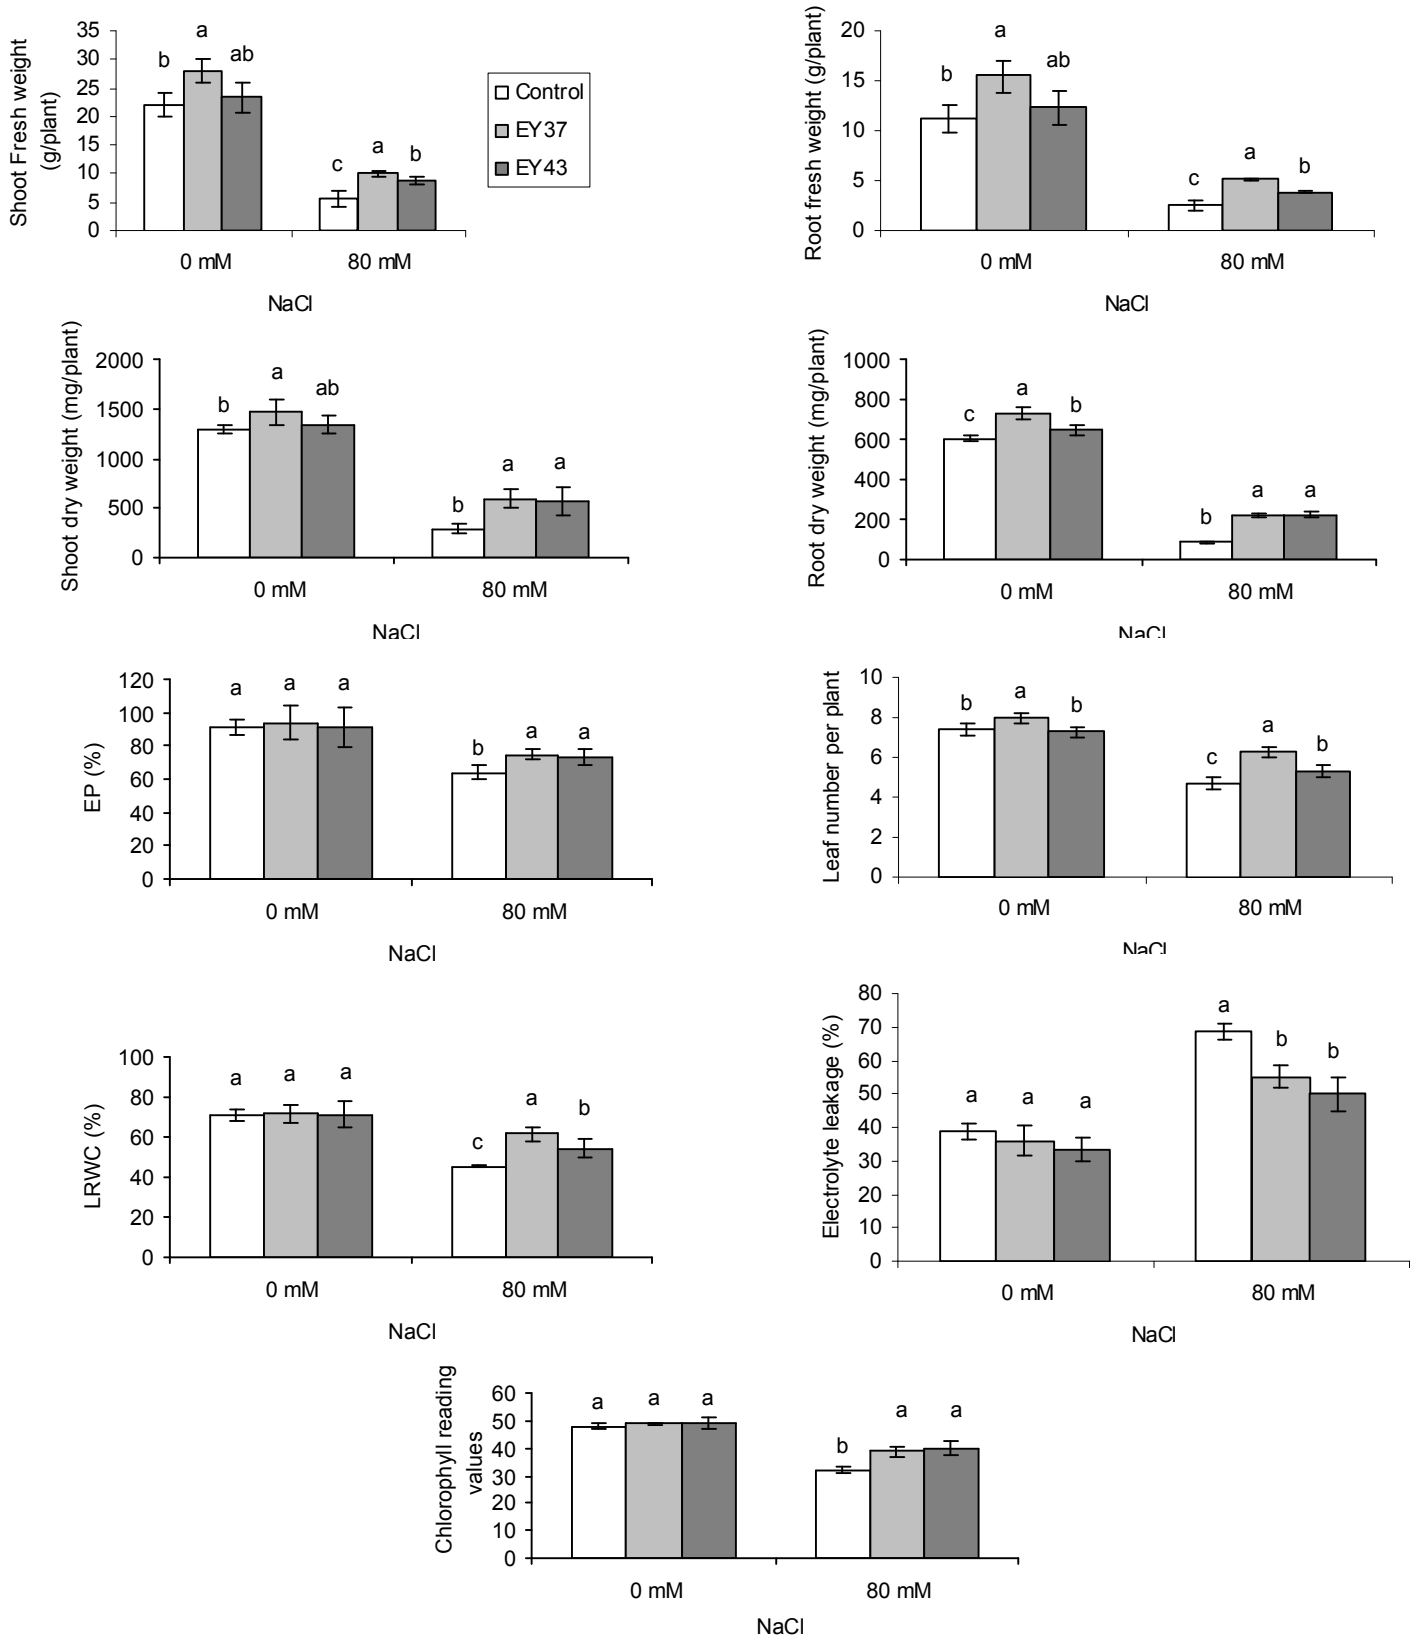 Shoot Fresh weight
(g/plant)
35
30
25
20
15
10
5
0
b
a
ab
c
a
b
0 mM
80 mM
NaCl
Control
EY37
EY43
Root fresh weight (g/plant)
20
15
10
5
0
b
a
ab
c
a
b
0 mM
80 mM
NaCl
Shoot dry weight (mg/plant)
2000
1500
1000
500
0
b
a
ab
b
a
a
0 mM
80 mM
NaCl
Root dry weight (mg/plant)
1000
800
600
400
200
0
c
a
b
b
a
a
0 mM
80 mM
NaCl
EP (%)
120
100
80
60
40
20
0
a
a
a
b
a
a
0 mM
80 mM
NaCl
Leaf number per plant
10
8
6
4
2
0
b
a
b
c
a
b
0 mM
80 mM
NaCl
LRWC (%)
100
80
60
40
20
0
a
a
a
c
a
b
0 mM
80 mM
NaCl
Electrolyte leakage (%)
80
70
60
50
40
30
20
10
0
a
a
a
a
b
b
0 mM
80 mM
NaCl
Chlorophyll reading
values
60
50
40
30
20
10
0
a
a
a
b
a
a
0 mM
80 mM
NaCl